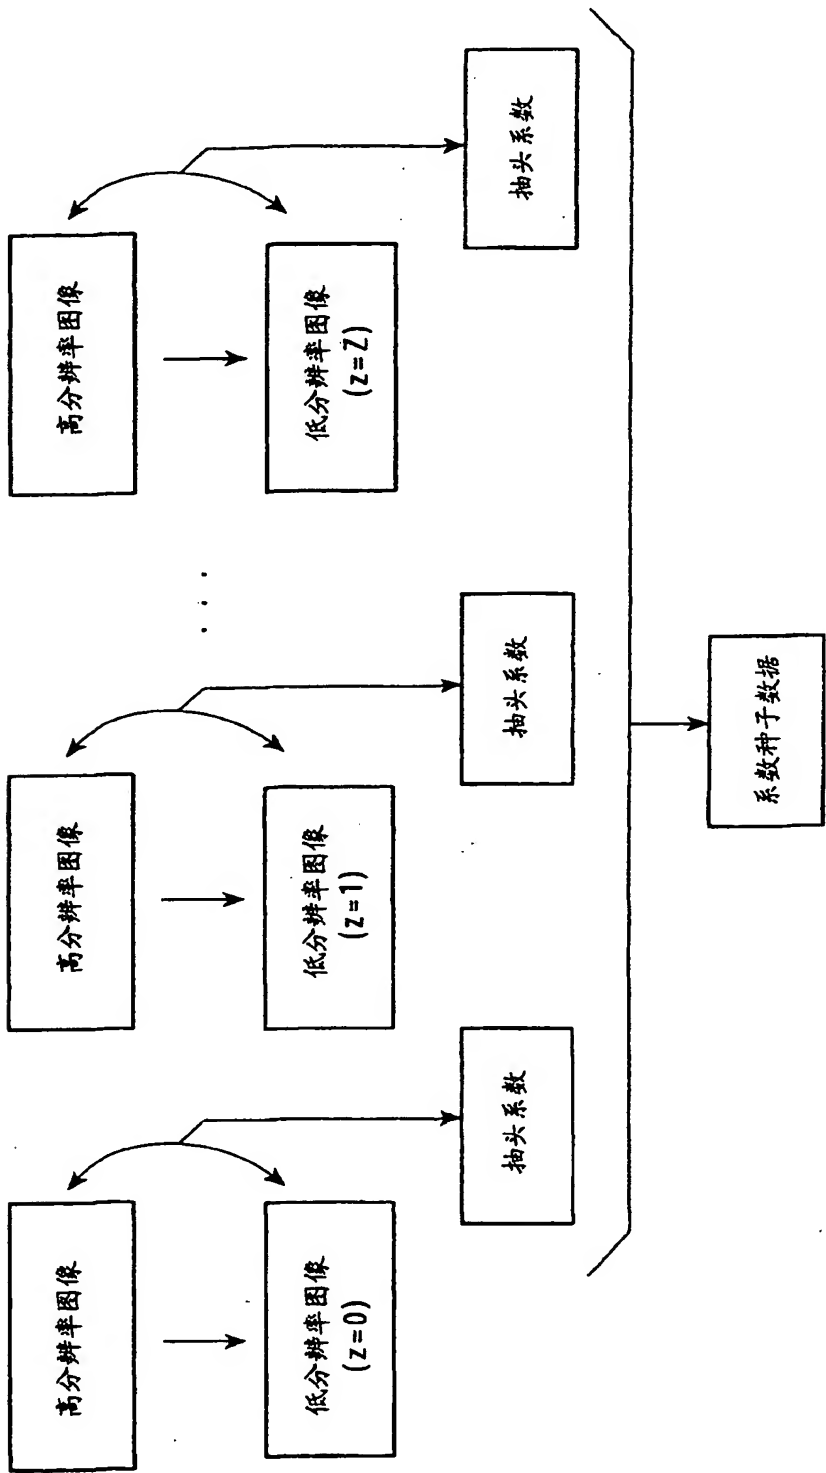 高分辨率图像
高分辨率图像
高分辨率图像
低分辨率图像
(z=0)
低分辨率图像
(z=1)
. . .
低分辨率图像
(z=Z)
抽头系数
抽头系数
抽头系数
系数种子数据